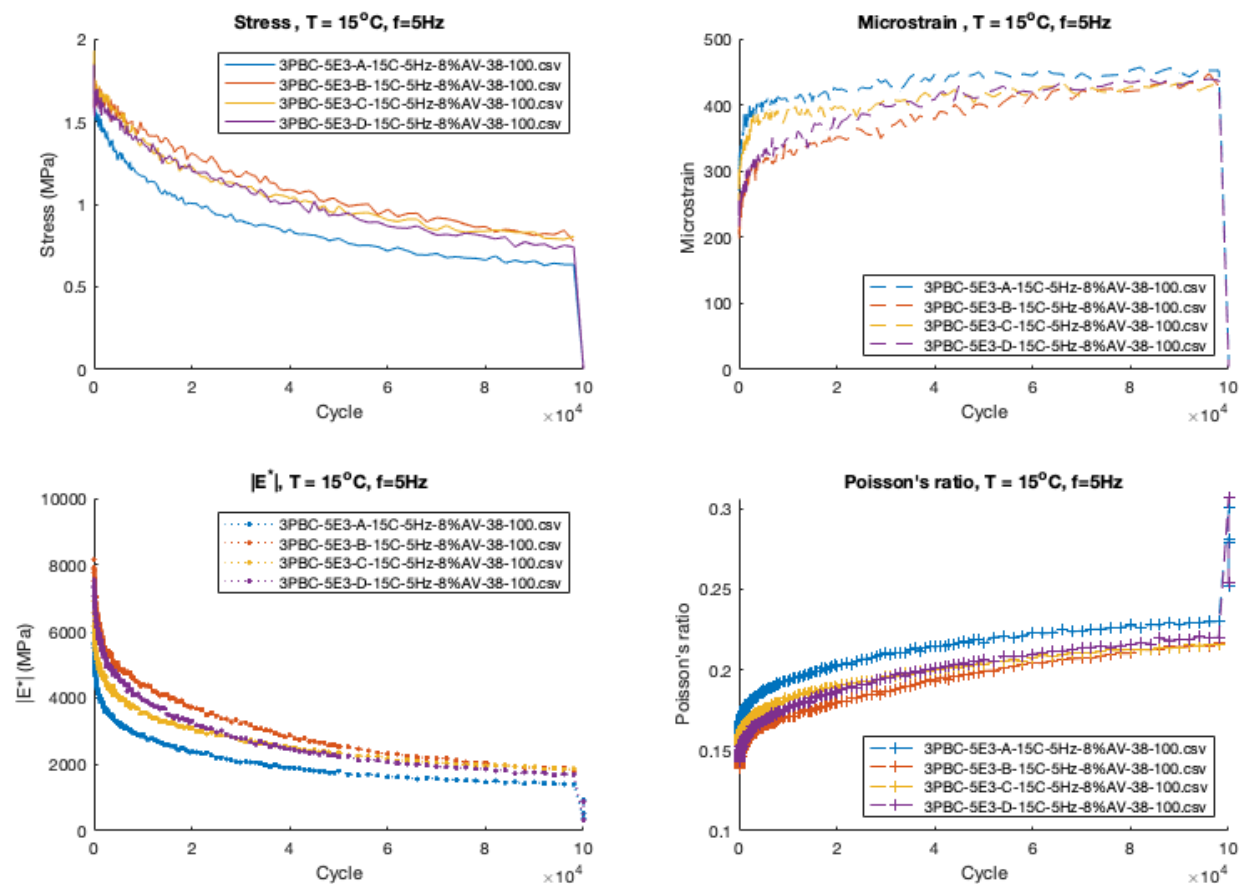 Stress , T = 15°C, f=5Hz
2
1.5
1
0.5
0
Stress (MPa)
3PBC-5E3-A-15C-5Hz-8%AV-38-100.csv
3PBC-5E3-B-15C-5Hz-8%AV-38-100.csv
3PBC-5E3-C-15C-5Hz-8%AV-38-100.csv
3PBC-5E3-D-15C-5Hz-8%AV-38-100.csv
0 2 4 6 8 10
Cycle
×10⁴
Microstrain , T = 15°C, f=5Hz
500
400
300
200
100
0
Microstrain
3PBC-5E3-A-15C-5Hz-8%AV-38-100.csv
3PBC-5E3-B-15C-5Hz-8%AV-38-100.csv
3PBC-5E3-C-15C-5Hz-8%AV-38-100.csv
3PBC-5E3-D-15C-5Hz-8%AV-38-100.csv
0 2 4 6 8 10
Cycle
×10⁴
|E*|, T = 15°C, f=5Hz
10000
8000
6000
4000
2000
0
|E*| (MPa)
3PBC-5E3-A-15C-5Hz-8%AV-38-100.csv
3PBC-5E3-B-15C-5Hz-8%AV-38-100.csv
3PBC-5E3-C-15C-5Hz-8%AV-38-100.csv
3PBC-5E3-D-15C-5Hz-8%AV-38-100.csv
0 2 4 6 8 10
Cycle
×10⁴
Poisson's ratio, T = 15°C, f=5Hz
0.3
0.25
0.2
0.15
0.1
Poisson's ratio
3PBC-5E3-A-15C-5Hz-8%AV-38-100.csv
3PBC-5E3-B-15C-5Hz-8%AV-38-100.csv
3PBC-5E3-C-15C-5Hz-8%AV-38-100.csv
3PBC-5E3-D-15C-5Hz-8%AV-38-100.csv
0 2 4 6 8 10
Cycle
×10⁴